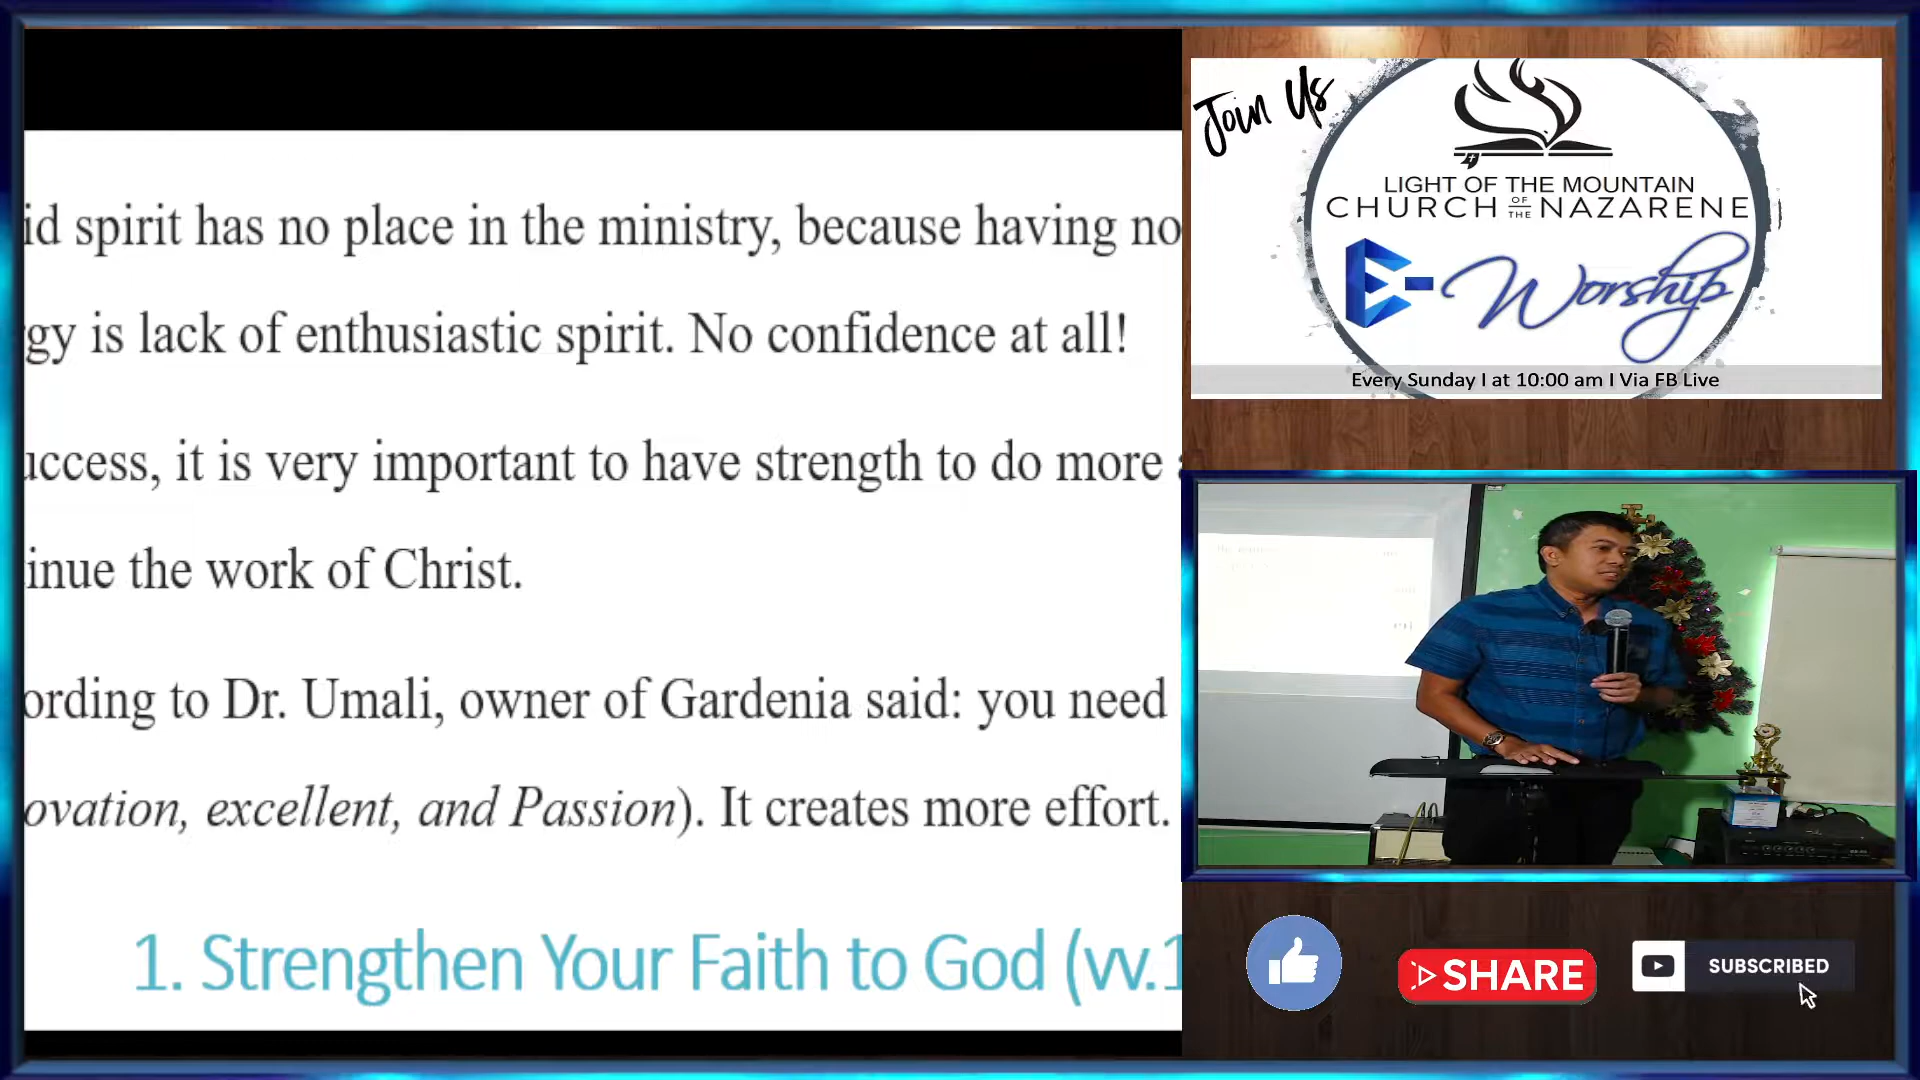 id spirit has no place in the ministry, because having no
gy is lack of enthusiastic spirit. No confidence at all!
uccess, it is very important to have strength to do more
inue the work of Christ.
ording to Dr. Umali, owner of Gardenia said: you need
ovation, excellent, and Passion). It creates more effort.
1. Strengthen Your Faith to God (vv.1
Join Us
LIGHT OF THE MOUNTAIN
CHURCH OF THE NAZARENE
E-Worship
Every Sunday I at 10:00 am I Via FB Live
SHARE
SUBSCRIBED